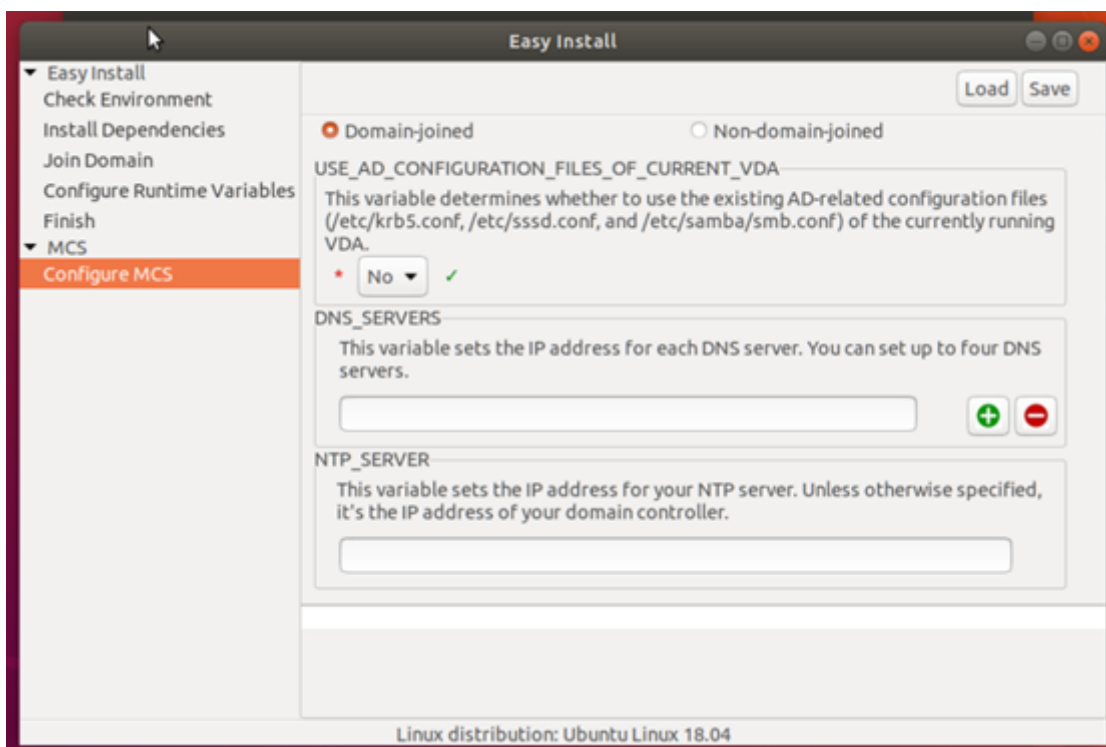 Easy Install
Easy Install
Check Environment
Install Dependencies
Join Domain
Configure Runtime Variables
Finish
MCS
Configure MCS
Load Save
Domain-joined Non-domain-joined
USE_AD_CONFIGURATION_FILES_OF_CURRENT_VDA
This variable determines whether to use the existing AD-related configuration files
(/etc/krb5.conf, /etc/sssd.conf, and /etc/samba/smb.conf) of the currently running
VDA.
* No
DNS_SERVERS
This variable sets the IP address for each DNS server. You can set up to four DNS
servers.
NTP_SERVER
This variable sets the IP address for your NTP server. Unless otherwise specified,
it's the IP address of your domain controller.
Linux distribution: Ubuntu Linux 18.04